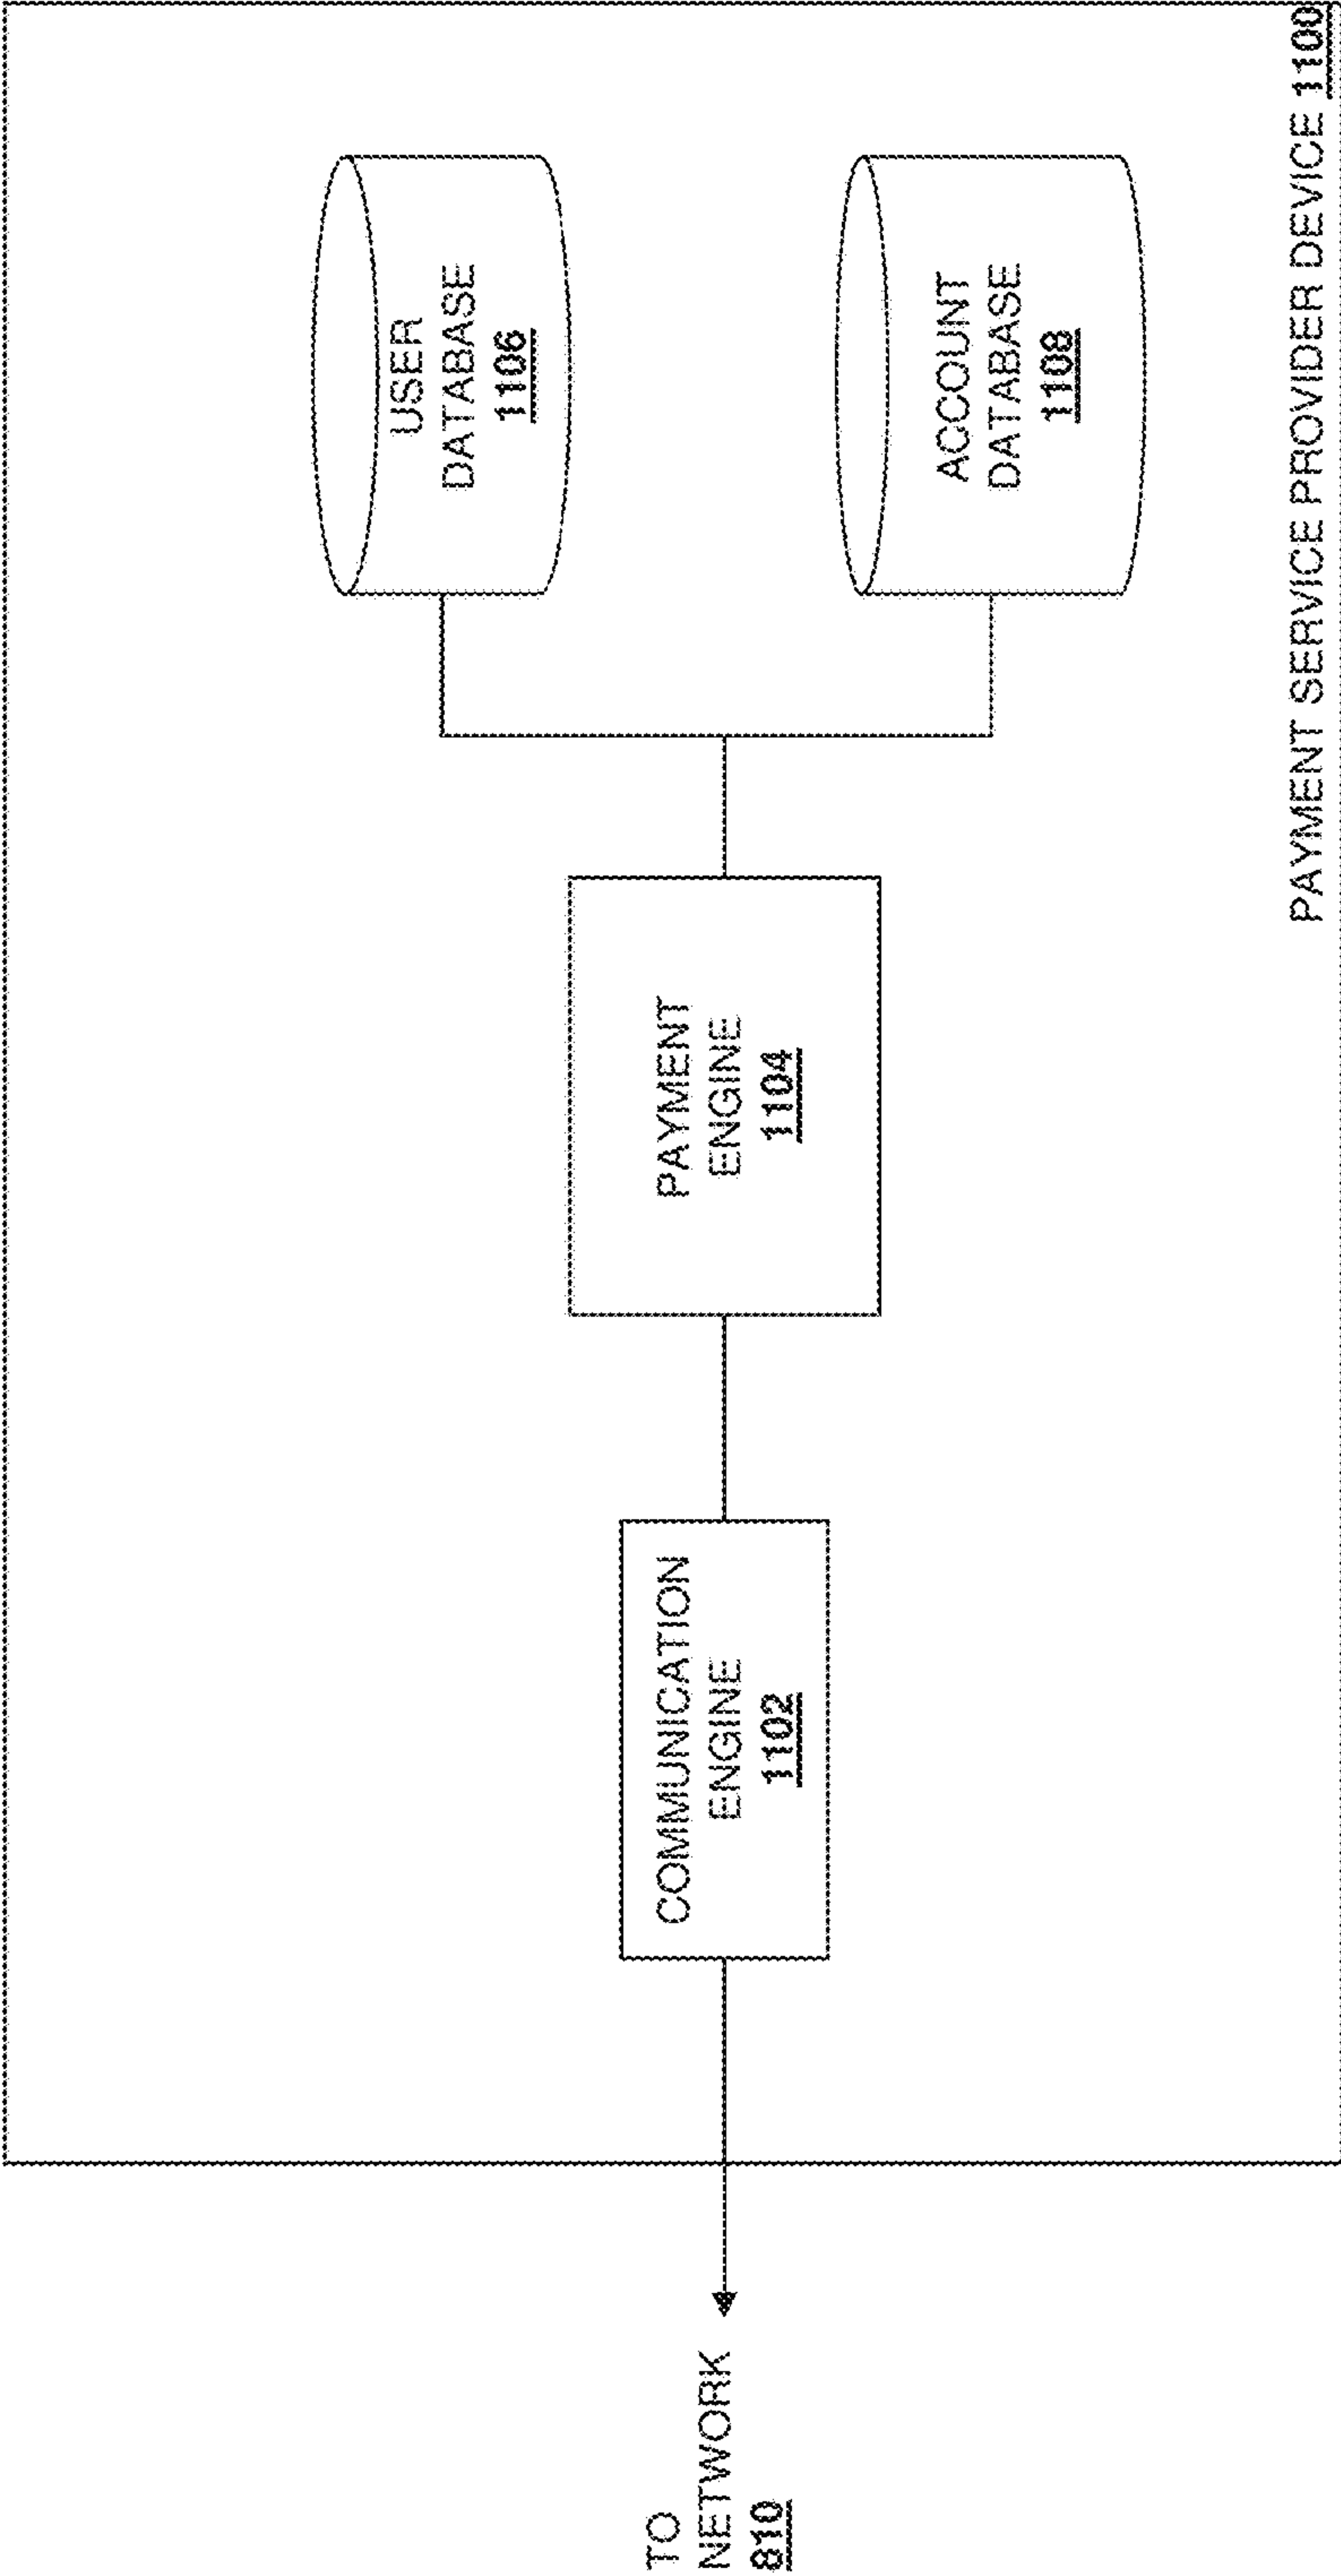 TO
NETWORK
810
COMMUNICATION
ENGINE
1102
PAYMENT
ENGINE
1104
USER
DATABASE
1106
ACCOUNT
DATABASE
1108
PAYMENT SERVICE PROVIDER DEVICE 1100